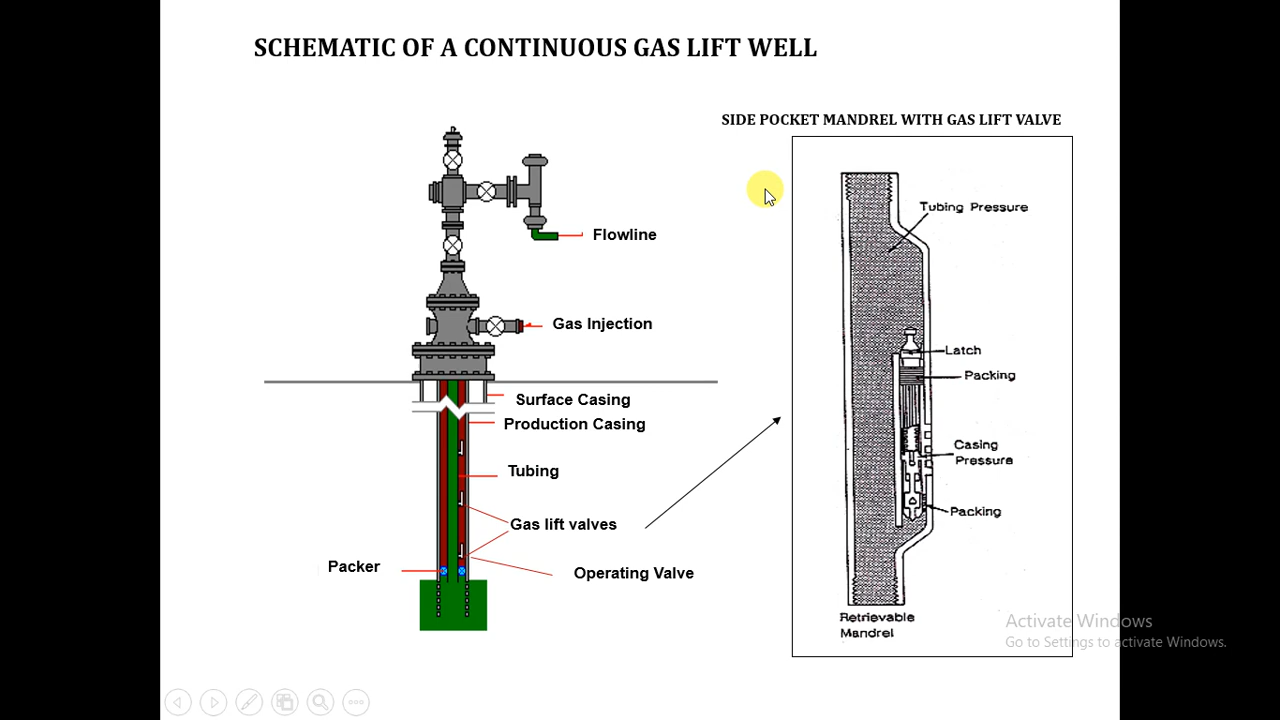 SCHEMATIC OF A CONTINUOUS GAS LIFT WELL
SIDE POCKET MANDREL WITH GAS LIFT VALVE
Flowline
Gas Injection
Surface Casing
Production Casing
Tubing
Gas lift valves
Packer
Operating Valve
Tubing Pressure
Latch
Packing
Casing
Pressure
Packing
Retrievable
Mandrel
Activate Windows
Go to Settings to activate Windows.